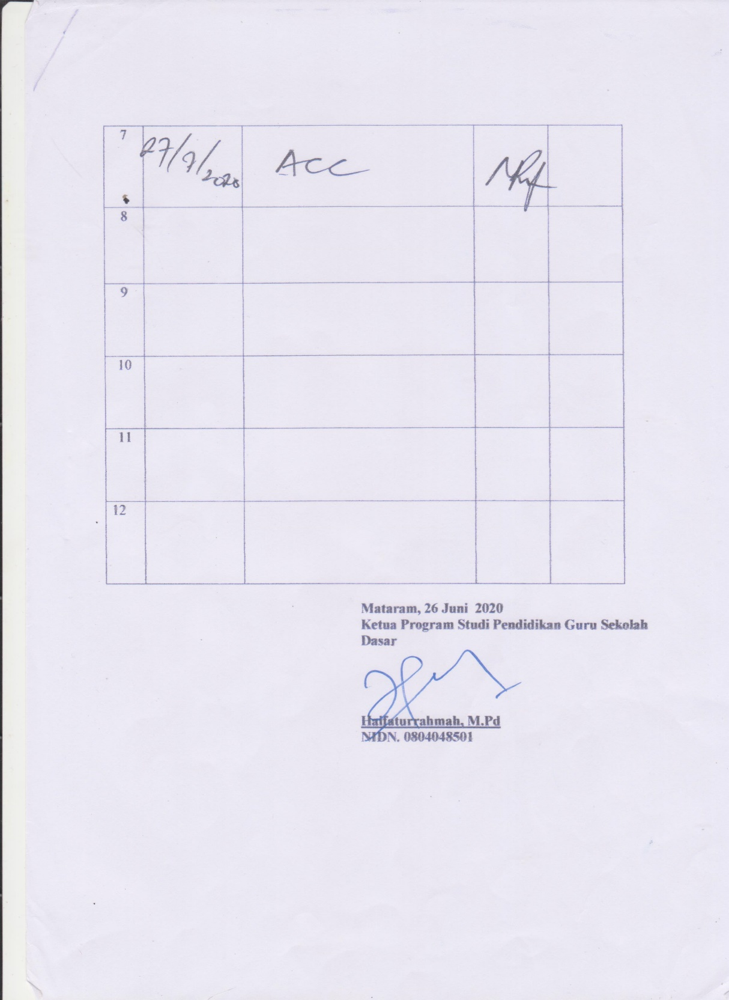 7 27/7/2020 ACC
8
9
10
11
12
Mataram, 26 Juni 2020
Ketua Program Studi Pendidikan Guru Sekolah
Dasar
Haifaturrahmah, M.Pd
NIDN. 0804048501